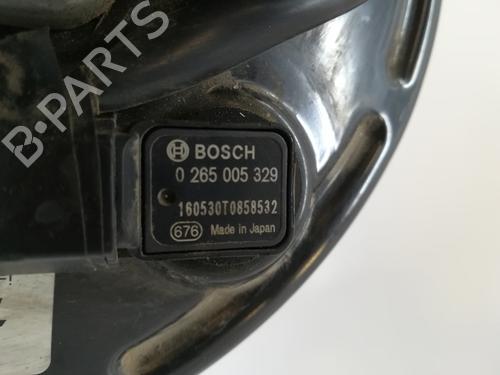 B-PARTS
BOSCH
0 265 005 329
160530T0858532
676 Made in Japan